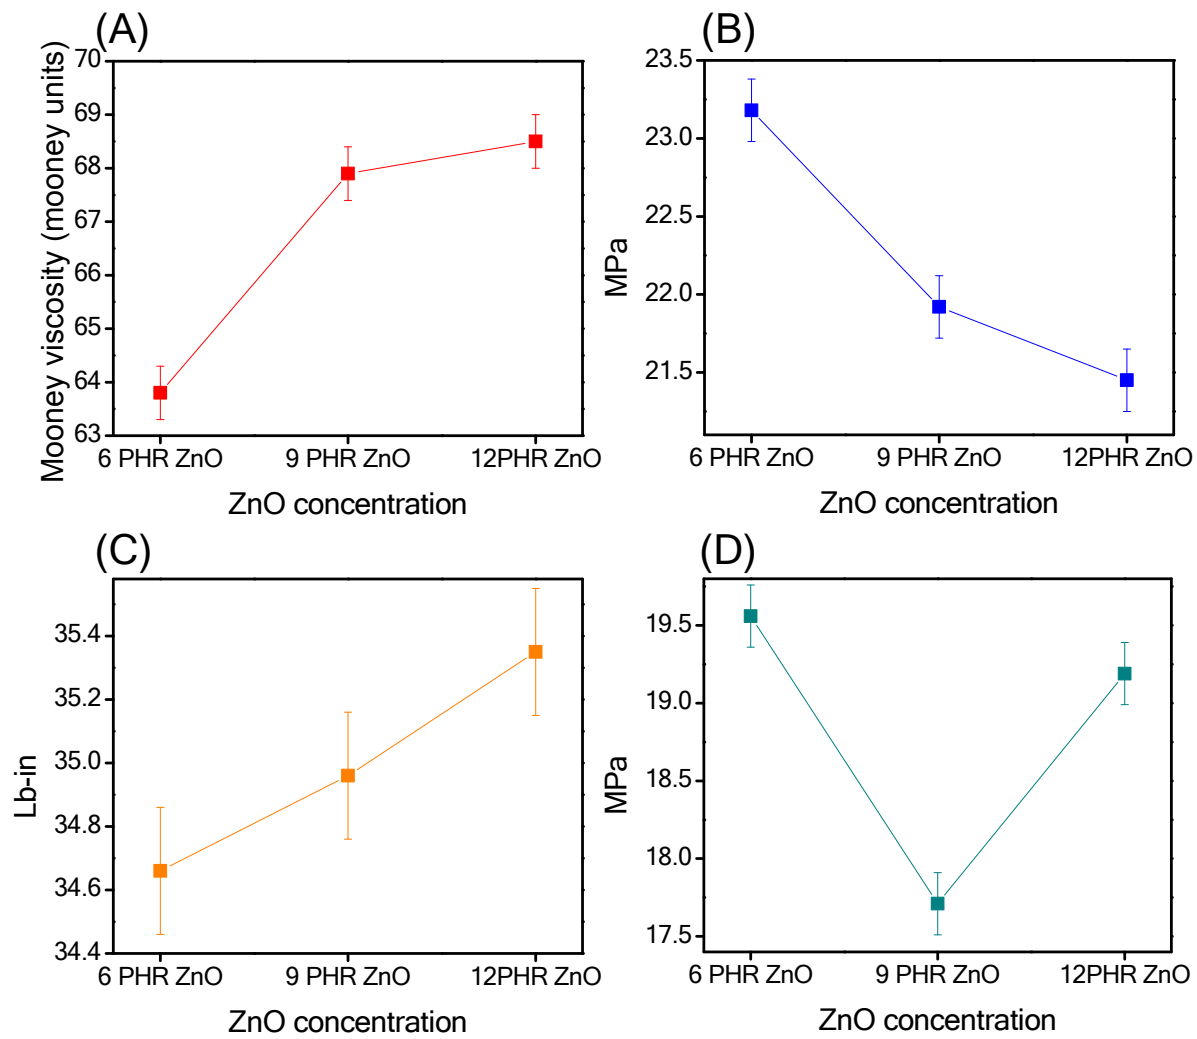 (A)
Mooney viscosity (mooney units)
70
69
68
67
66
65
64
63
6 PHR ZnO
9 PHR ZnO
12PHR ZnO
ZnO concentration
(B)
MPa
23.5
23.0
22.5
22.0
21.5
6 PHR ZnO
9 PHR ZnO
12PHR ZnO
ZnO concentration
(C)
Lb-in
35.4
35.2
35.0
34.8
34.6
34.4
6 PHR ZnO
9 PHR ZnO
12PHR ZnO
ZnO concentration
(D)
MPa
19.5
19.0
18.5
18.0
17.5
6 PHR ZnO
9 PHR ZnO
12PHR ZnO
ZnO concentration